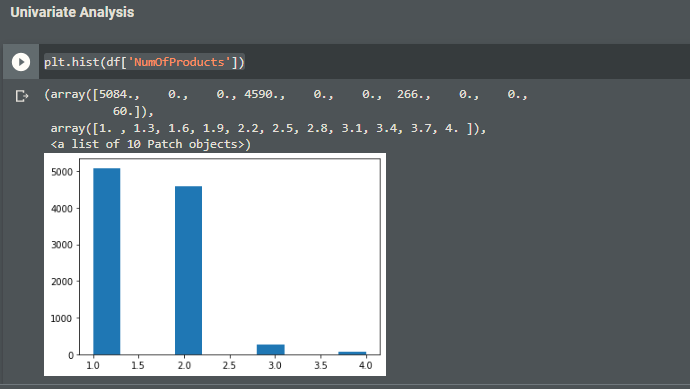 Univariate Analysis
plt.hist(df['NumOfProducts'])
(array([5084., 0., 0., 4590., 0., 0., 266., 0., 0.,
60.]),
array([1. , 1.3, 1.6, 1.9, 2.2, 2.5, 2.8, 3.1, 3.4, 3.7, 4. ]),
<a list of 10 Patch objects>)
5000
4000
3000
2000
1000
0
1.0 1.5 2.0 2.5 3.0 3.5 4.0